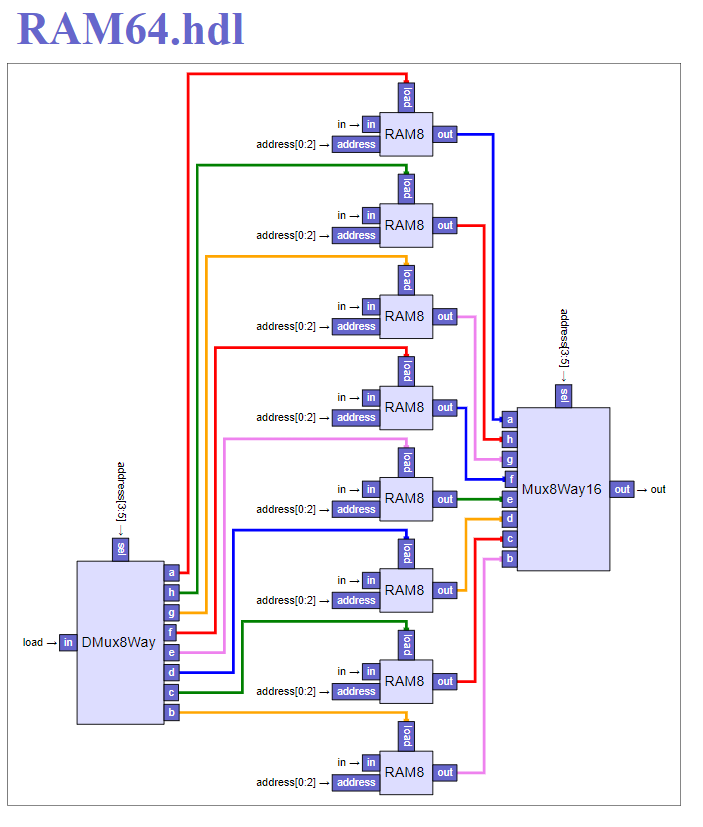 RAM64.hdl
load
in → in
RAM8
out
address[0:2] → address
load
in → in
RAM8
out
address[0:2] → address
load
in → in
RAM8
out
address[0:2] → address
load
in → in
RAM8
out
address[0:2] → address
load
in → in
RAM8
out
address[0:2] → address
load
in → in
RAM8
out
address[0:2] → address
load
in → in
RAM8
out
address[0:2] → address
load
in → in
RAM8
out
address[0:2] → address
address[3:5] →
sel
load → in
DMux8Way
a
h
g
f
e
d
c
b
address[3:5] →
sel
a
h
g
f
e
d
c
b
Mux8Way16
out → out